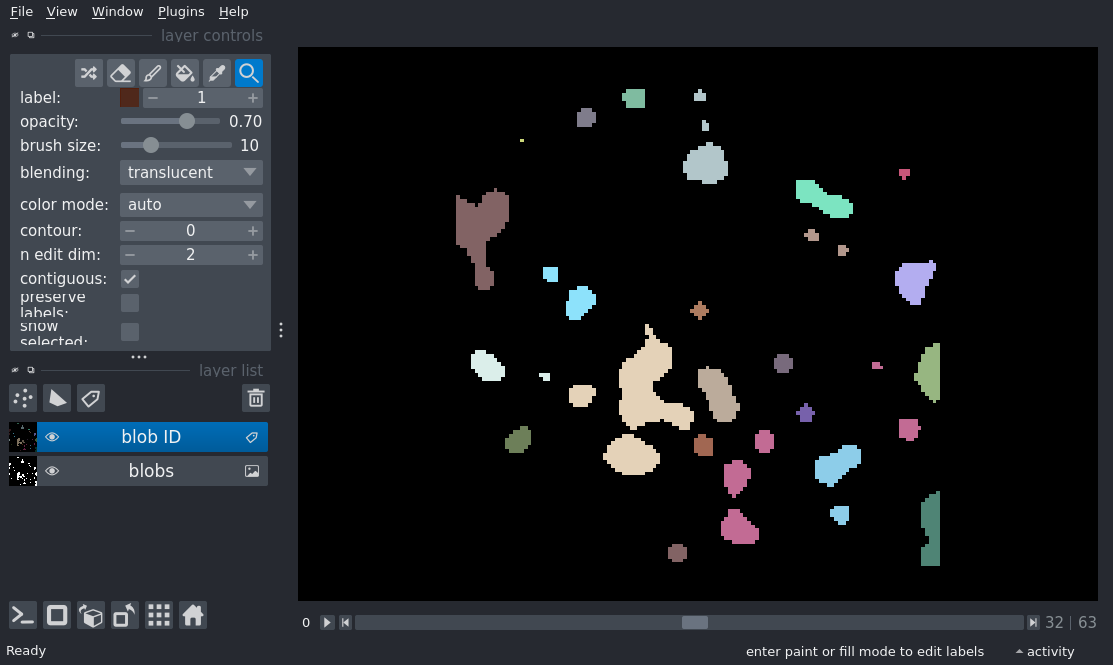 File View Window Plugins Help
layer controls
label: 1
opacity: 0.70
brush size: 10
blending: translucent
color mode: auto
contour: 0
n edit dim: 2
contiguous:
preserve
labels:
show
selected:
layer list
blob ID
blobs
0 32 | 63
Ready enter paint or fill mode to edit labels activity